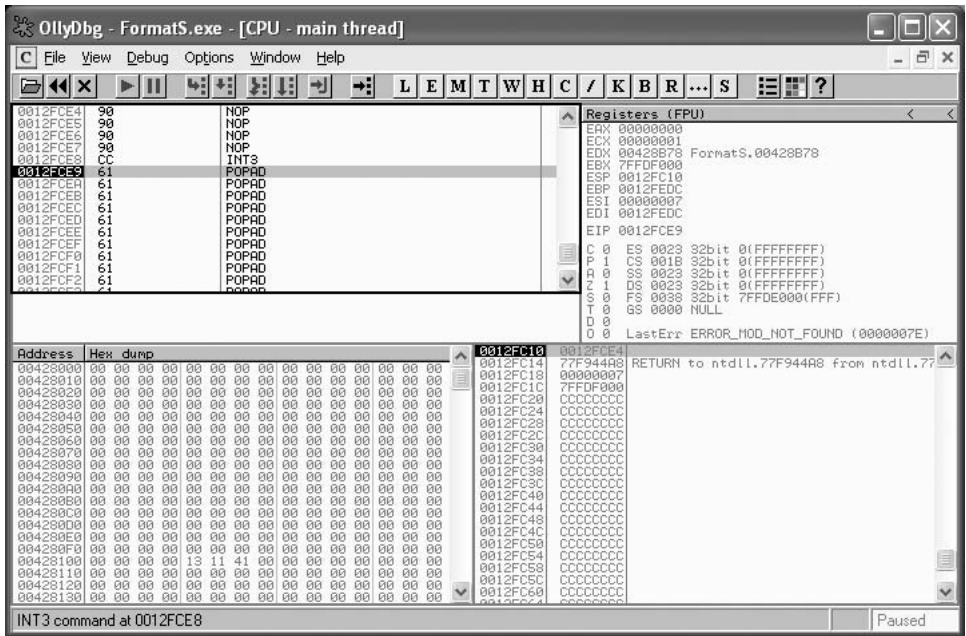 OllyDbg - FormatS.exe - [CPU - main thread]
C File View Debug Options Window Help
L E M T W H C / K B R ... S ?
0012FCE4 90 NOP
0012FCE5 90 NOP
0012FCE6 90 NOP
0012FCE7 90 NOP
0012FCE8 CC INT3
0012FCE9 61 POPAD
0012FCEA 61 POPAD
0012FCEB 61 POPAD
0012FCEC 61 POPAD
0012FCED 61 POPAD
0012FCEE 61 POPAD
0012FCEF 61 POPAD
0012FCF0 61 POPAD
0012FCF1 61 POPAD
0012FCF2 61 POPAD
Registers (FPU) < <
EAX 00000000
ECX 00000001
EDX 00428B78 FormatS.00428B78
EBX 7FFDF000
ESP 0012FC10
EBP 0012FEDC
ESI 00000007
EDI 0012FEDC
EIP 0012FCE9
C 0 ES 0023 32bit 0(FFFFFFFF)
P 1 CS 001B 32bit 0(FFFFFFFF)
A 0 SS 0023 32bit 0(FFFFFFFF)
Z 1 DS 0023 32bit 0(FFFFFFFF)
S 0 FS 0038 32bit 7FFDE000(FFF)
T 0 GS 0000 NULL
D 0
O 0 LastErr ERROR_MOD_NOT_FOUND (0000007E)
Address Hex dump
00428000 00 00 00 00 00 00 00 00 00 00 00 00 00 00 00 00
00428010 00 00 00 00 00 00 00 00 00 00 00 00 00 00 00 00
00428020 00 00 00 00 00 00 00 00 00 00 00 00 00 00 00 00
00428030 00 00 00 00 00 00 00 00 00 00 00 00 00 00 00 00
00428040 00 00 00 00 00 00 00 00 00 00 00 00 00 00 00 00
00428050 00 00 00 00 00 00 00 00 00 00 00 00 00 00 00 00
00428060 00 00 00 00 00 00 00 00 00 00 00 00 00 00 00 00
00428070 00 00 00 00 00 00 00 00 00 00 00 00 00 00 00 00
00428080 00 00 00 00 00 00 00 00 00 00 00 00 00 00 00 00
00428090 00 00 00 00 00 00 00 00 00 00 00 00 00 00 00 00
004280A0 00 00 00 00 00 00 00 00 00 00 00 00 00 00 00 00
004280B0 00 00 00 00 00 00 00 00 00 00 00 00 00 00 00 00
004280C0 00 00 00 00 00 00 00 00 00 00 00 00 00 00 00 00
004280D0 00 00 00 00 00 00 00 00 00 00 00 00 00 00 00 00
004280E0 00 00 00 00 00 00 00 00 00 00 00 00 00 00 00 00
004280F0 00 00 00 00 00 00 00 00 00 00 00 00 00 00 00 00
00428100 00 00 00 00 13 11 41 00 00 00 00 00 00 00 00 00
00428110 00 00 00 00 00 00 00 00 00 00 00 00 00 00 00 00
00428120 00 00 00 00 00 00 00 00 00 00 00 00 00 00 00 00
00428130 00 00 00 00 00 00 00 00 00 00 00 00 00 00 00 00
0012FC10 0012FCE4
0012FC14 77F944A8 RETURN to ntdll.77F944A8 from ntdll.77
0012FC18 00000007
0012FC1C 7FFDF000
0012FC20 CCCCCCCC
0012FC24 CCCCCCCC
0012FC28 CCCCCCCC
0012FC2C CCCCCCCC
0012FC30 CCCCCCCC
0012FC34 CCCCCCCC
0012FC38 CCCCCCCC
0012FC3C CCCCCCCC
0012FC40 CCCCCCCC
0012FC44 CCCCCCCC
0012FC48 CCCCCCCC
0012FC4C CCCCCCCC
0012FC50 CCCCCCCC
0012FC54 CCCCCCCC
0012FC58 CCCCCCCC
0012FC5C CCCCCCCC
0012FC60 CCCCCCCC
INT3 command at 0012FCE8
Paused